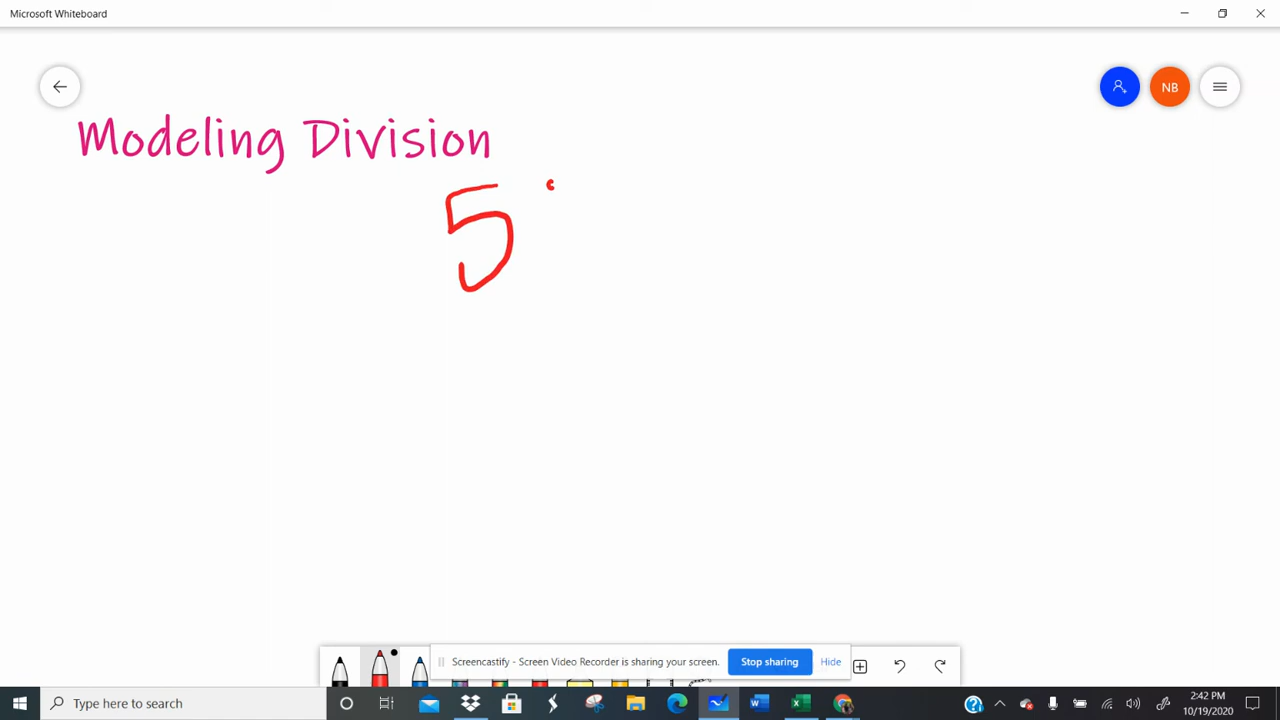 Microsoft Whiteboard
NB
Modeling Division
5
Screencastify - Screen Video Recorder is sharing your screen.
Stop sharing
Hide
Type here to search
2:42 PM
10/19/2020